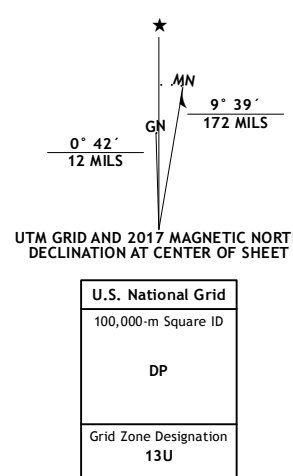 ★
MN
GN
9° 39´
172 MILS
0° 42´
12 MILS
UTM GRID AND 2017 MAGNETIC NORT
DECLINATION AT CENTER OF SHEET
U.S. National Grid
100,000-m Square ID
DP
Grid Zone Designation
13U